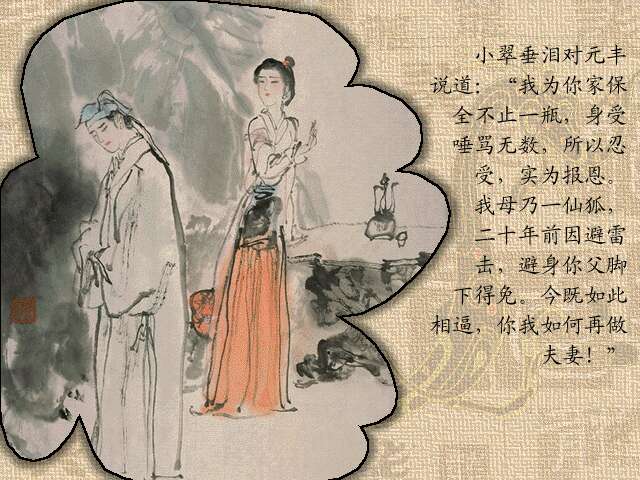 小翠垂泪对元丰
说道：“我为你家保
全不止一瓶，身受
唾骂无数，所以忍
受，实为报恩。
我母乃一仙狐，
二十年前因避雷
击，避身你父脚
下得免。今既如此
相逼，你我如何再做
夫妻！”